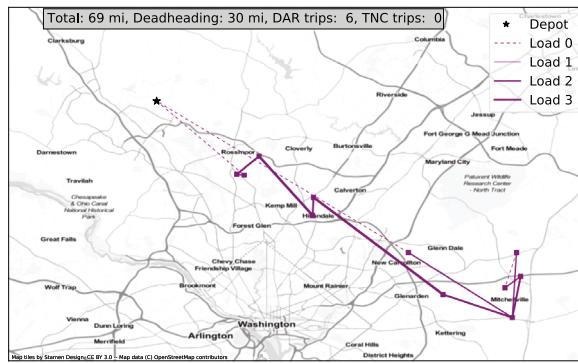 Total: 69 mi, Deadheading: 30 mi, DAR trips: 6, TNC trips: 0
Clarksburg
Columbia
Depot
Load 0
Load 1
Load 2
Load 3
Riverside
Jessup
Fort George G Mead Junction
Fort Meade
Darnestown
Rossmoor
Cloverly
Burtonsville
Maryland City
Travilah
Calverton
Patuxent Wildlife
Research Center
- North Tract
Chesapeake
& Ohio Canal
National Historical
Park
Kemp Mill
Hillandale
Great Falls
Forest Glen
Glenn Dale
Chevy Chase
Friendship Village
New Carrollton
Wolf Trap
Brookmont
Mount Rainier
Glenarden
Mitchellville
Vienna
Dunn Loring
Washington
Kettering
Merrifield
Arlington
Coral Hills
District Heights
Map tiles by Stamen Design, CC BY 3.0 -- Map data (C) OpenStreetMap contributors